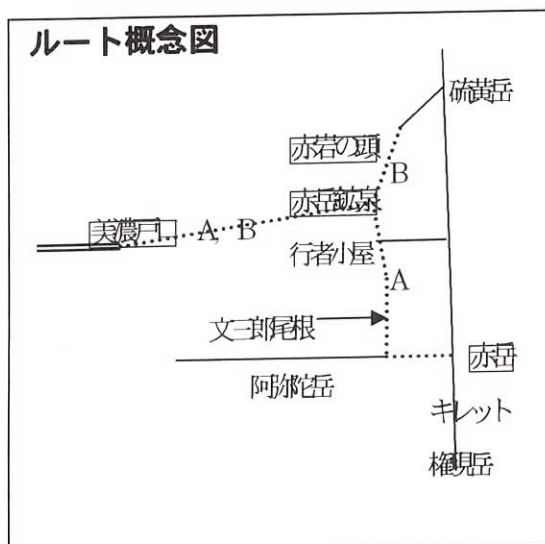 ルート概念図
硫黄岳
赤岩の頭
B
赤岳鉱泉
美濃戸
A, B
行者小屋
A
文三郎尾根
赤岳
阿弥陀岳
キレット
権現岳